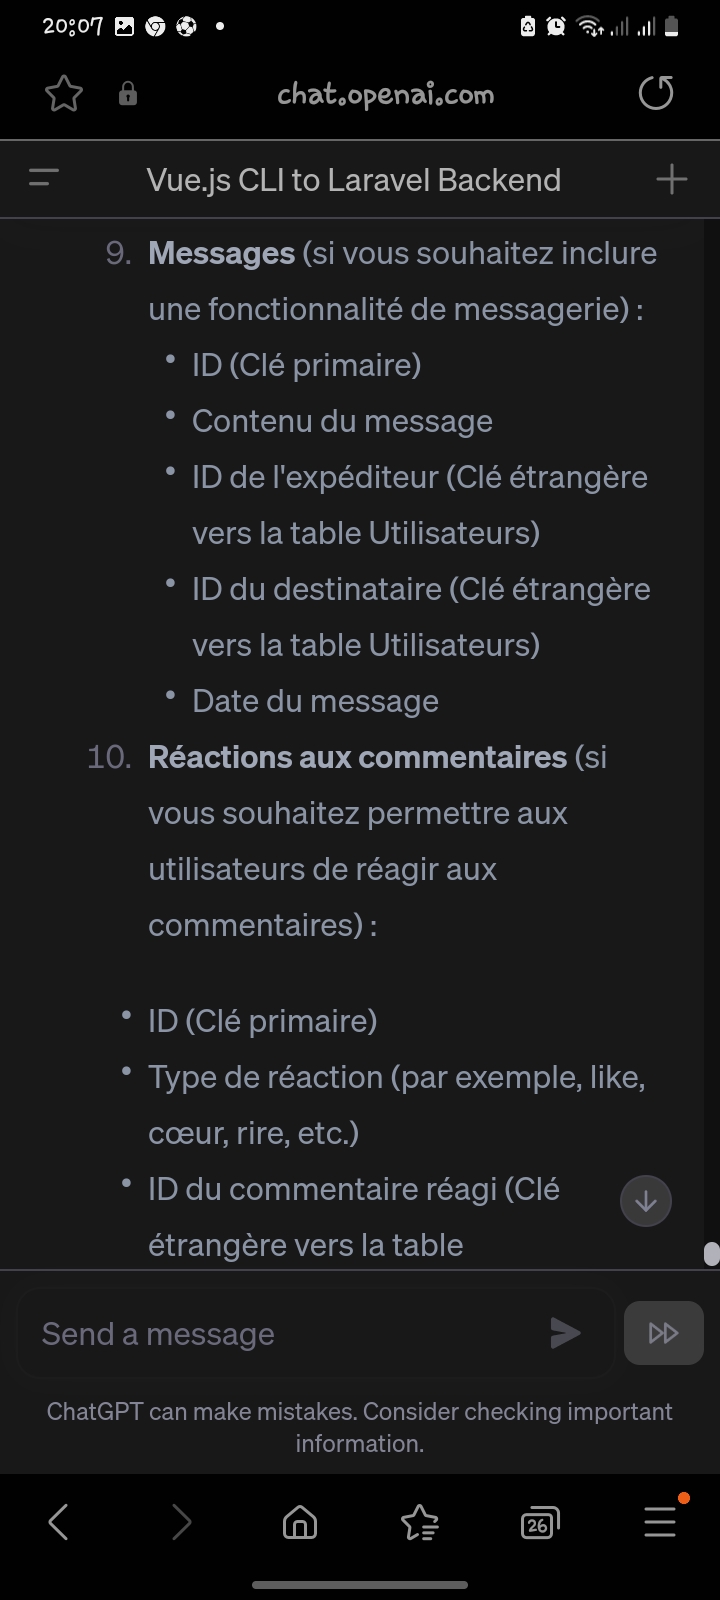 20:07
chat.openai.com
Vue.js CLI to Laravel Backend
9. Messages (si vous souhaitez inclure
une fonctionnalité de messagerie) :
• ID (Clé primaire)
• Contenu du message
• ID de l'expéditeur (Clé étrangère
vers la table Utilisateurs)
• ID du destinataire (Clé étrangère
vers la table Utilisateurs)
• Date du message
10. Réactions aux commentaires (si
vous souhaitez permettre aux
utilisateurs de réagir aux
commentaires) :
• ID (Clé primaire)
• Type de réaction (par exemple, like,
cœur, rire, etc.)
• ID du commentaire réagi (Clé
étrangère vers la table
Send a message
ChatGPT can make mistakes. Consider checking important
information.
26